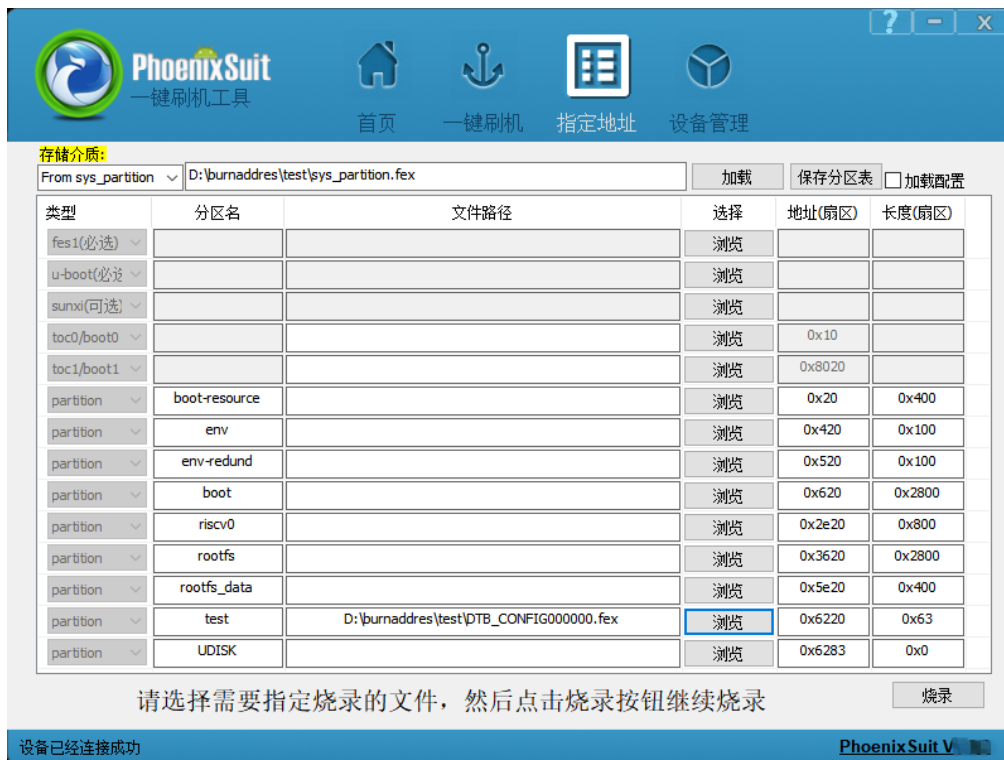 ? - X
PhoenixSuit
一键刷机工具
首页 一键刷机 指定地址 设备管理
存储介质:
From sys_partition D:\burnaddres\test\sys_partition.fex 加载 保存分区表 加载配置
类型 分区名 文件路径 选择 地址(扇区) 长度(扇区)
fes1(必选) 浏览
u-boot(必选 浏览
sunxi(可选) 浏览
toc0/boot0 浏览 0x10
toc1/boot1 浏览 0x8020
partition boot-resource 浏览 0x20 0x400
partition env 浏览 0x420 0x100
partition env-redund 浏览 0x520 0x100
partition boot 浏览 0x620 0x2800
partition riscv0 浏览 0x2e20 0x800
partition rootfs 浏览 0x3620 0x2800
partition rootfs_data 浏览 0x5e20 0x400
partition test D:\burnaddres\test\DTB_CONFIG000000.fex 浏览 0x6220 0x63
partition UDISK 浏览 0x6283 0x0
请选择需要指定烧录的文件，然后点击烧录按钮继续烧录 烧录
设备已经连接成功 PhoenixSuit V